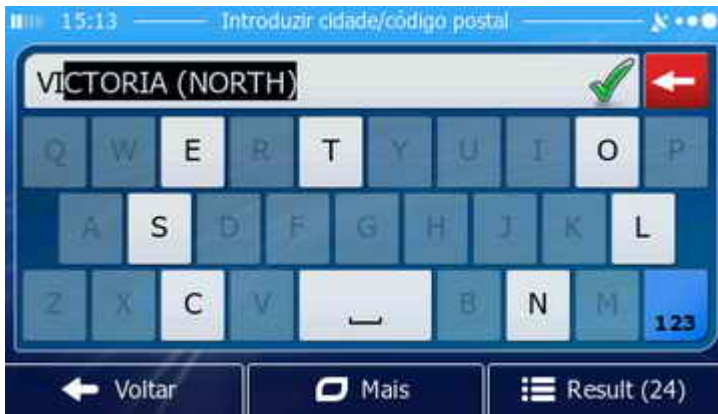 15:13 Introduzir cidade/código postal
VICTORIA (NORTH)
Q W E R T Y U I O P
A S D F G H J K L
Z X C V B N M 123
Voltar Mais Result (24)